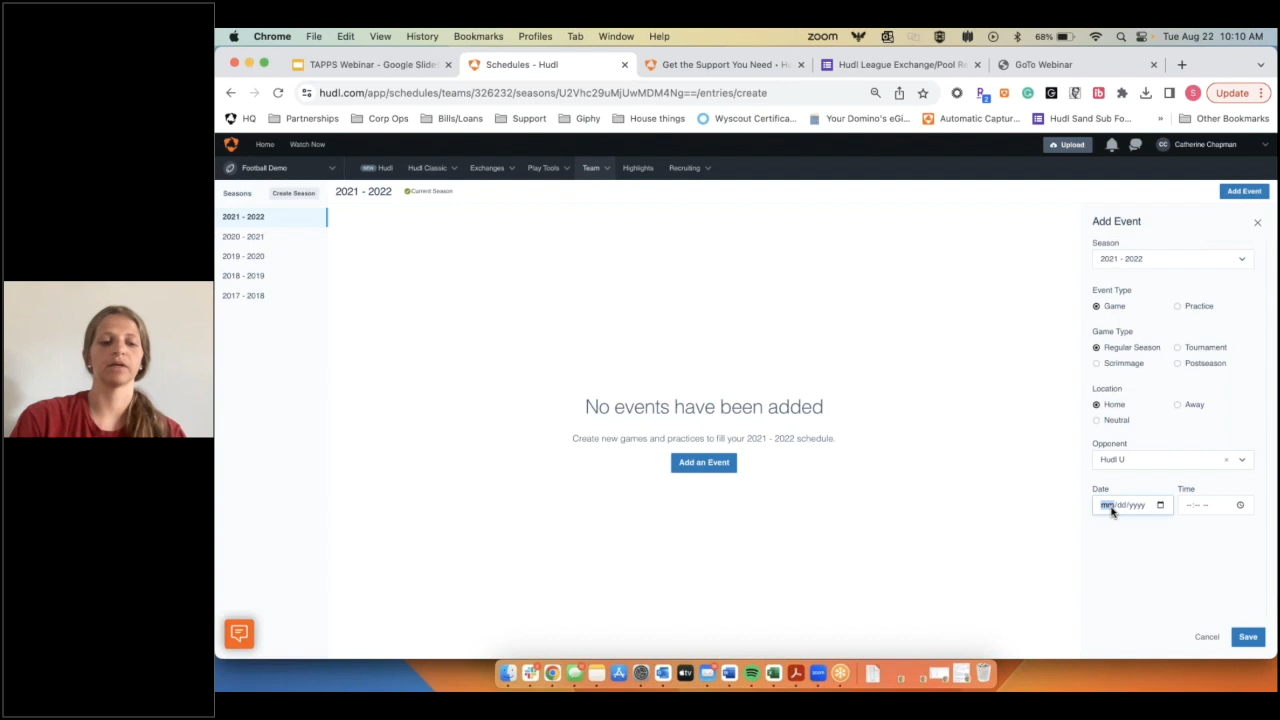 Chrome File Edit View History Bookmarks Profiles Tab Window Help zoom 68% Tue Aug 22 10:10 AM
TAPPS Webinar - Google Slides Schedules - Hudl Get the Support You Need • H Hudl League Exchange/Pool Re GoTo Webinar
hudl.com/app/schedules/teams/326232/seasons/U2Vhc29uMjUwMDM4Ng==/entries/create Update
HQ Partnerships Corp Ops Bills/Loans Support Giphy House things Wyscout Certifica... Your Domino's eGi... Automatic Captur... Hudl Sand Sub Fo... » Other Bookmarks
Home Watch Now Upload CC Catherine Chapman
Football Demo NEW Hudl Hudl Classic Exchanges Play Tools Team Highlights Recruiting
Seasons Create Season 2021 - 2022 Current Season Add Event
2021 - 2022
2020 - 2021
2019 - 2020
2018 - 2019
2017 - 2018
No events have been added
Create new games and practices to fill your 2021 - 2022 schedule.
Add an Event
Add Event
Season
2021 - 2022
Event Type
Game Practice
Game Type
Regular Season Tournament
Scrimmage Postseason
Location
Home Away
Neutral
Opponent
Hudl U
Date Time
mm/dd/yyyy --:-- --
Cancel Save